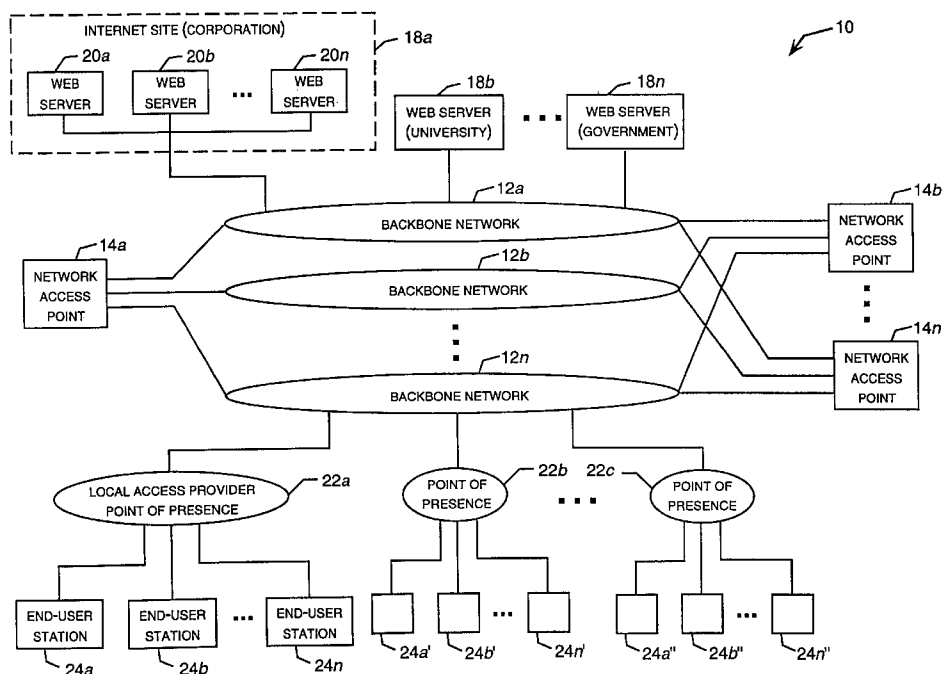 INTERNET SITE (CORPORATION)
18a
10
20a
20b
20n
WEB
SERVER
WEB
SERVER
...
WEB
SERVER
18b
18n
WEB SERVER
(UNIVERSITY)
...
WEB SERVER
(GOVERNMENT)
12a
BACKBONE NETWORK
14a
NETWORK
ACCESS
POINT
14b
NETWORK
ACCESS
POINT
12b
BACKBONE NETWORK
12n
BACKBONE NETWORK
14n
NETWORK
ACCESS
POINT
22a
LOCAL ACCESS PROVIDER
POINT OF PRESENCE
22b
POINT OF
PRESENCE
...
22c
POINT OF
PRESENCE
END-USER
STATION
END-USER
STATION
...
END-USER
STATION
...
...
24a
24b
24n
24a'
24b'
24n'
24a"
24b"
24n"